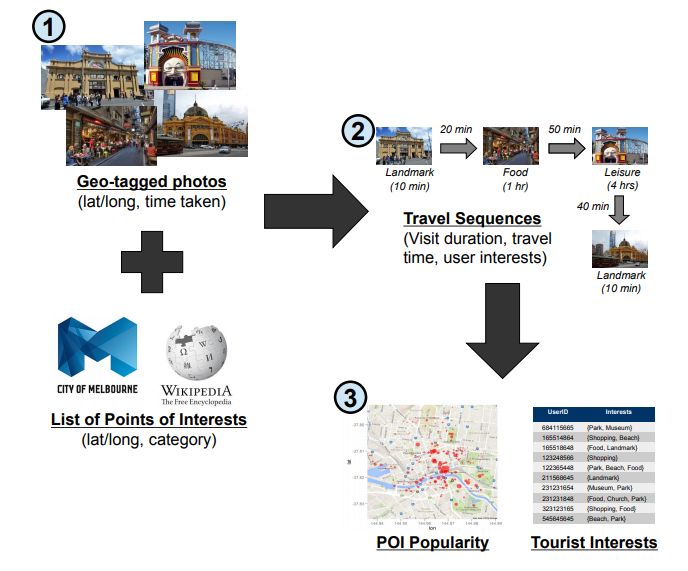 1
Geo-tagged photos
(lat/long, time taken)
CITY OF MELBOURNE
Ω
W
WIKIPEDIA
The Free Encyclopedia
List of Points of Interests
(lat/long, category)
2
20 min
50 min
Landmark
(10 min)
Food
(1 hr)
Leisure
(4 hrs)
40 min
Landmark
(10 min)
Travel Sequences
(Visit duration, travel
time, user interests)
3
lat
lon
POI Popularity
UserID Interests
684115665 {Park, Museum}
165514864 {Shopping, Beach}
165518648 {Food, Landmark}
123248566 {Shopping}
122365448 {Park, Beach, Food}
211568645 {Landmark}
231231654 {Museum, Park}
231231848 {Food, Church, Park}
323123165 {Shopping, Food}
545645645 {Beach, Park}
Tourist Interests